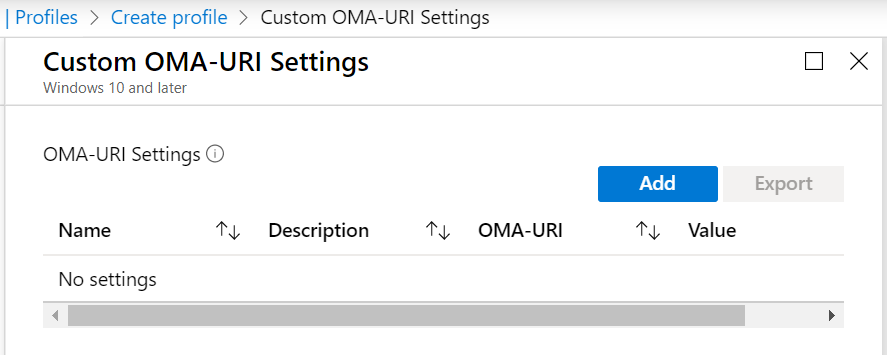 | Profiles > Create profile > Custom OMA-URI Settings
Custom OMA-URI Settings
Windows 10 and later
OMA-URI Settings
Add Export
Name Description OMA-URI Value
No settings